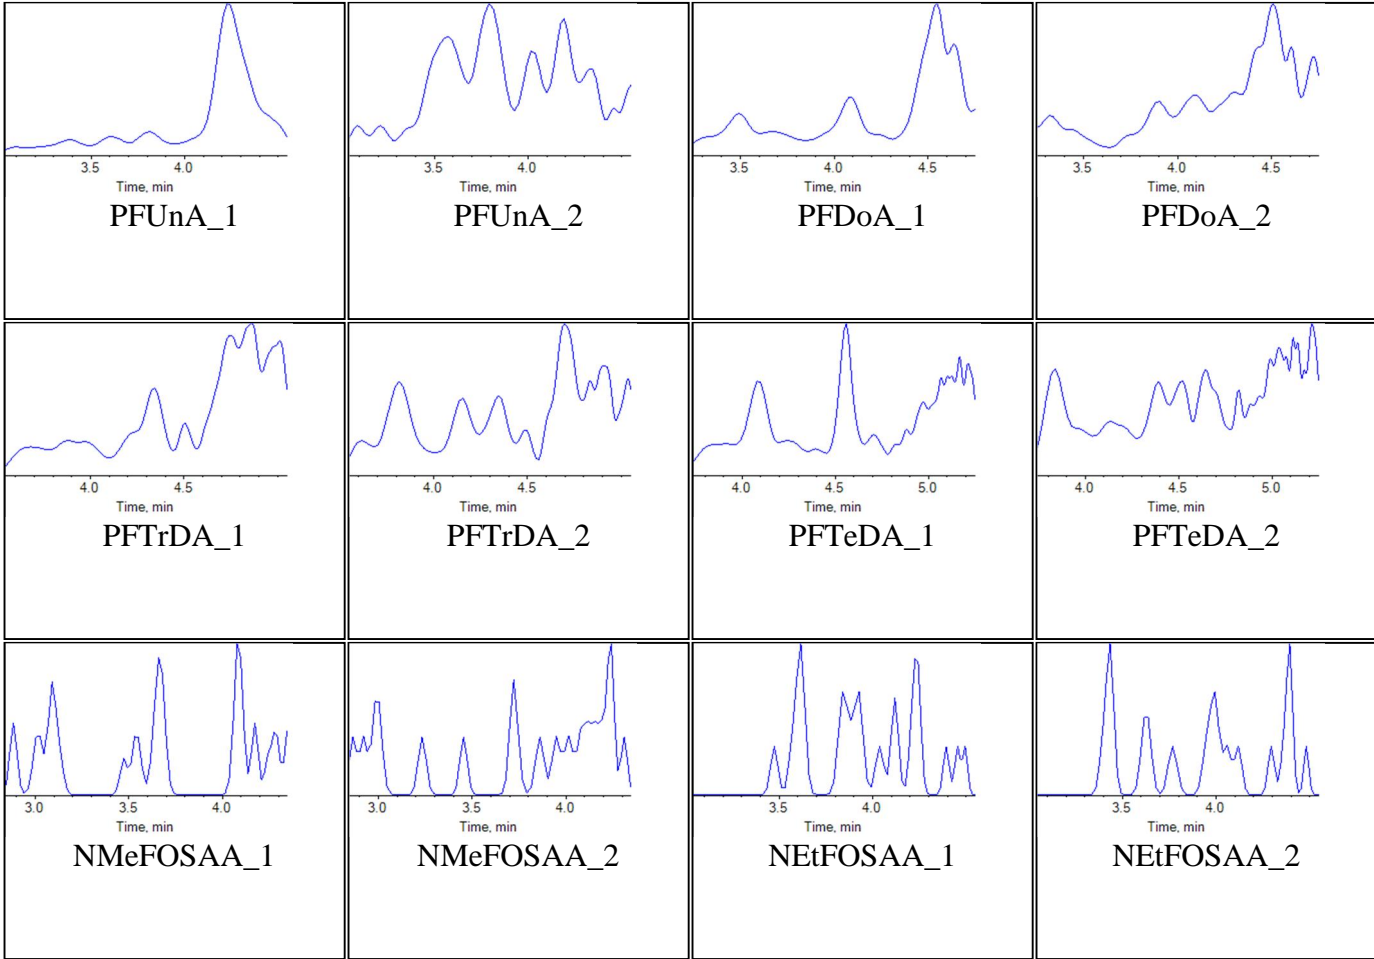 3.5 4.0
Time, min
PFUnA_1
3.5 4.0
Time, min
PFUnA_2
3.5 4.0 4.5
Time, min
PFDoA_1
3.5 4.0 4.5
Time, min
PFDoA_2
4.0 4.5
Time, min
PFTrDA_1
4.0 4.5
Time, min
PFTrDA_2
4.0 4.5 5.0
Time, min
PFTeDA_1
4.0 4.5 5.0
Time, min
PFTeDA_2
3.0 3.5 4.0
Time, min
NMeFOSAA_1
3.0 3.5 4.0
Time, min
NMeFOSAA_2
3.5 4.0
Time, min
NEtFOSAA_1
3.5 4.0
Time, min
NEtFOSAA_2